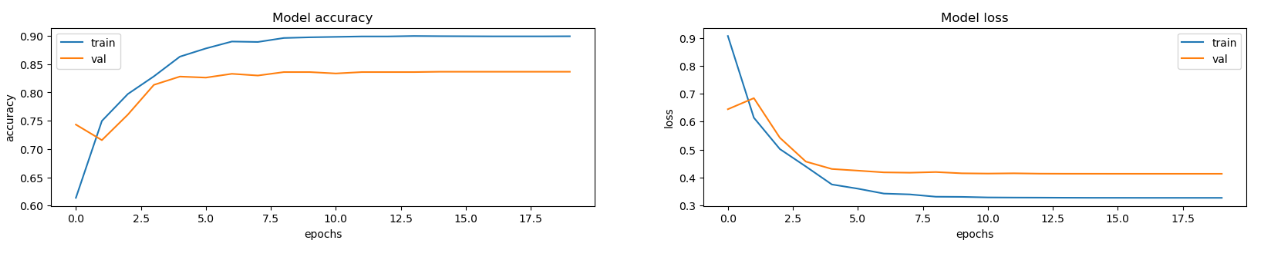 Model accuracy
0.90
0.85
0.80
0.75
0.70
0.65
0.60
accuracy
train
val
0.0 2.5 5.0 7.5 10.0 12.5 15.0 17.5
epochs
Model loss
0.9
0.8
0.7
0.6
0.5
0.4
0.3
loss
train
val
0.0 2.5 5.0 7.5 10.0 12.5 15.0 17.5
epochs